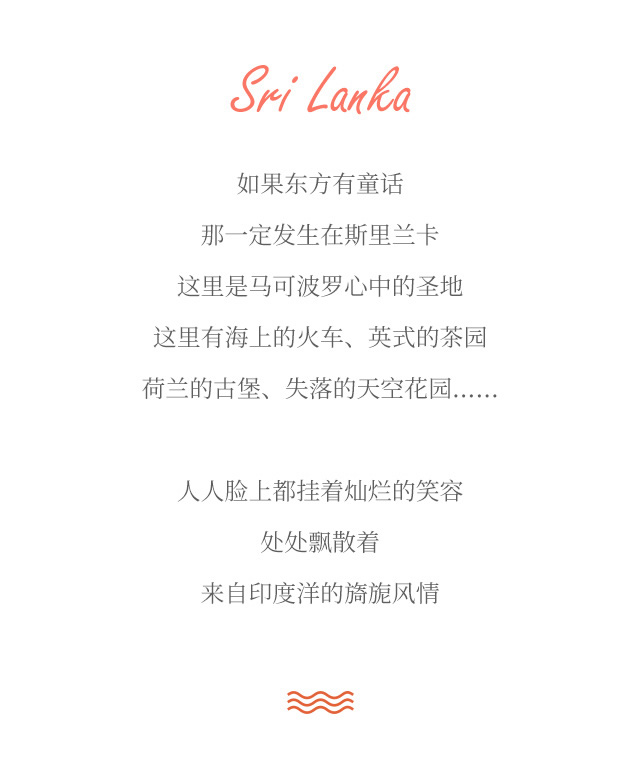 Sri Lanka
如果东方有童话
那一定发生在斯里兰卡
这里是马可波罗心中的圣地
这里有海上的火车、英式的茶园
荷兰的古堡、失落的天空花园……
人人脸上都挂着灿烂的笑容
处处飘散着
来自印度洋的旖旎风情